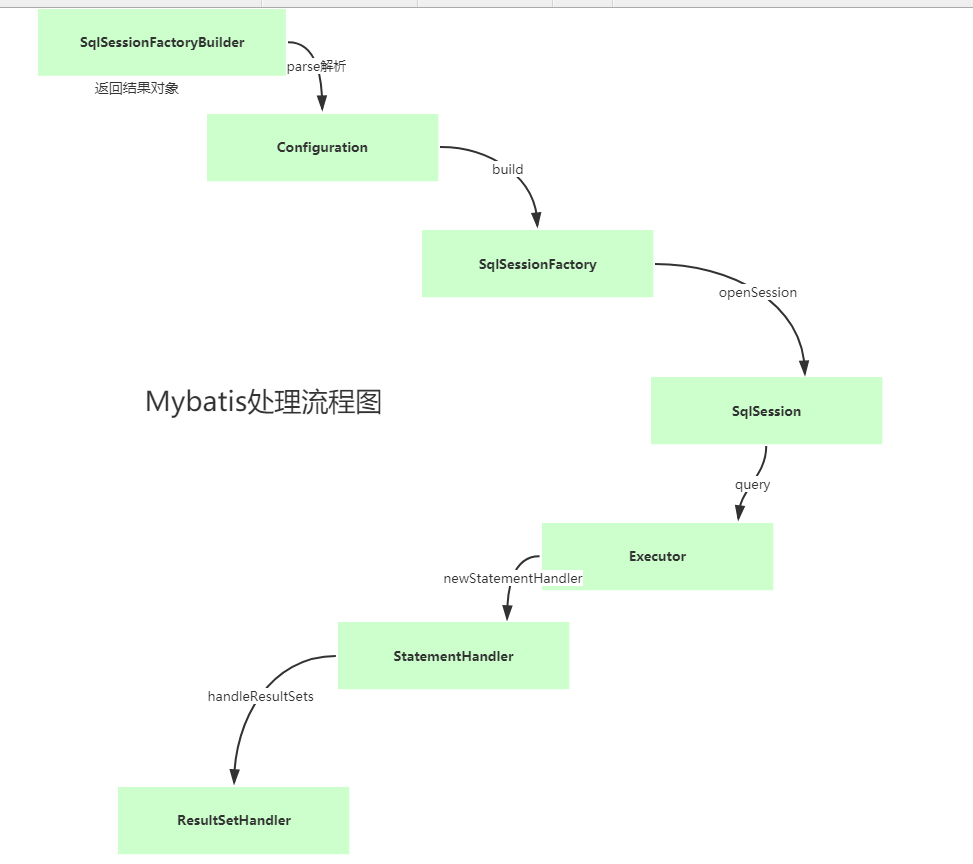 SqlSessionFactoryBuilder
parse解析
返回结果对象
Configuration
build
SqlSessionFactory
openSession
Mybatis处理流程图
SqlSession
query
Executor
newStatementHandler
StatementHandler
handleResultSets
ResultSetHandler